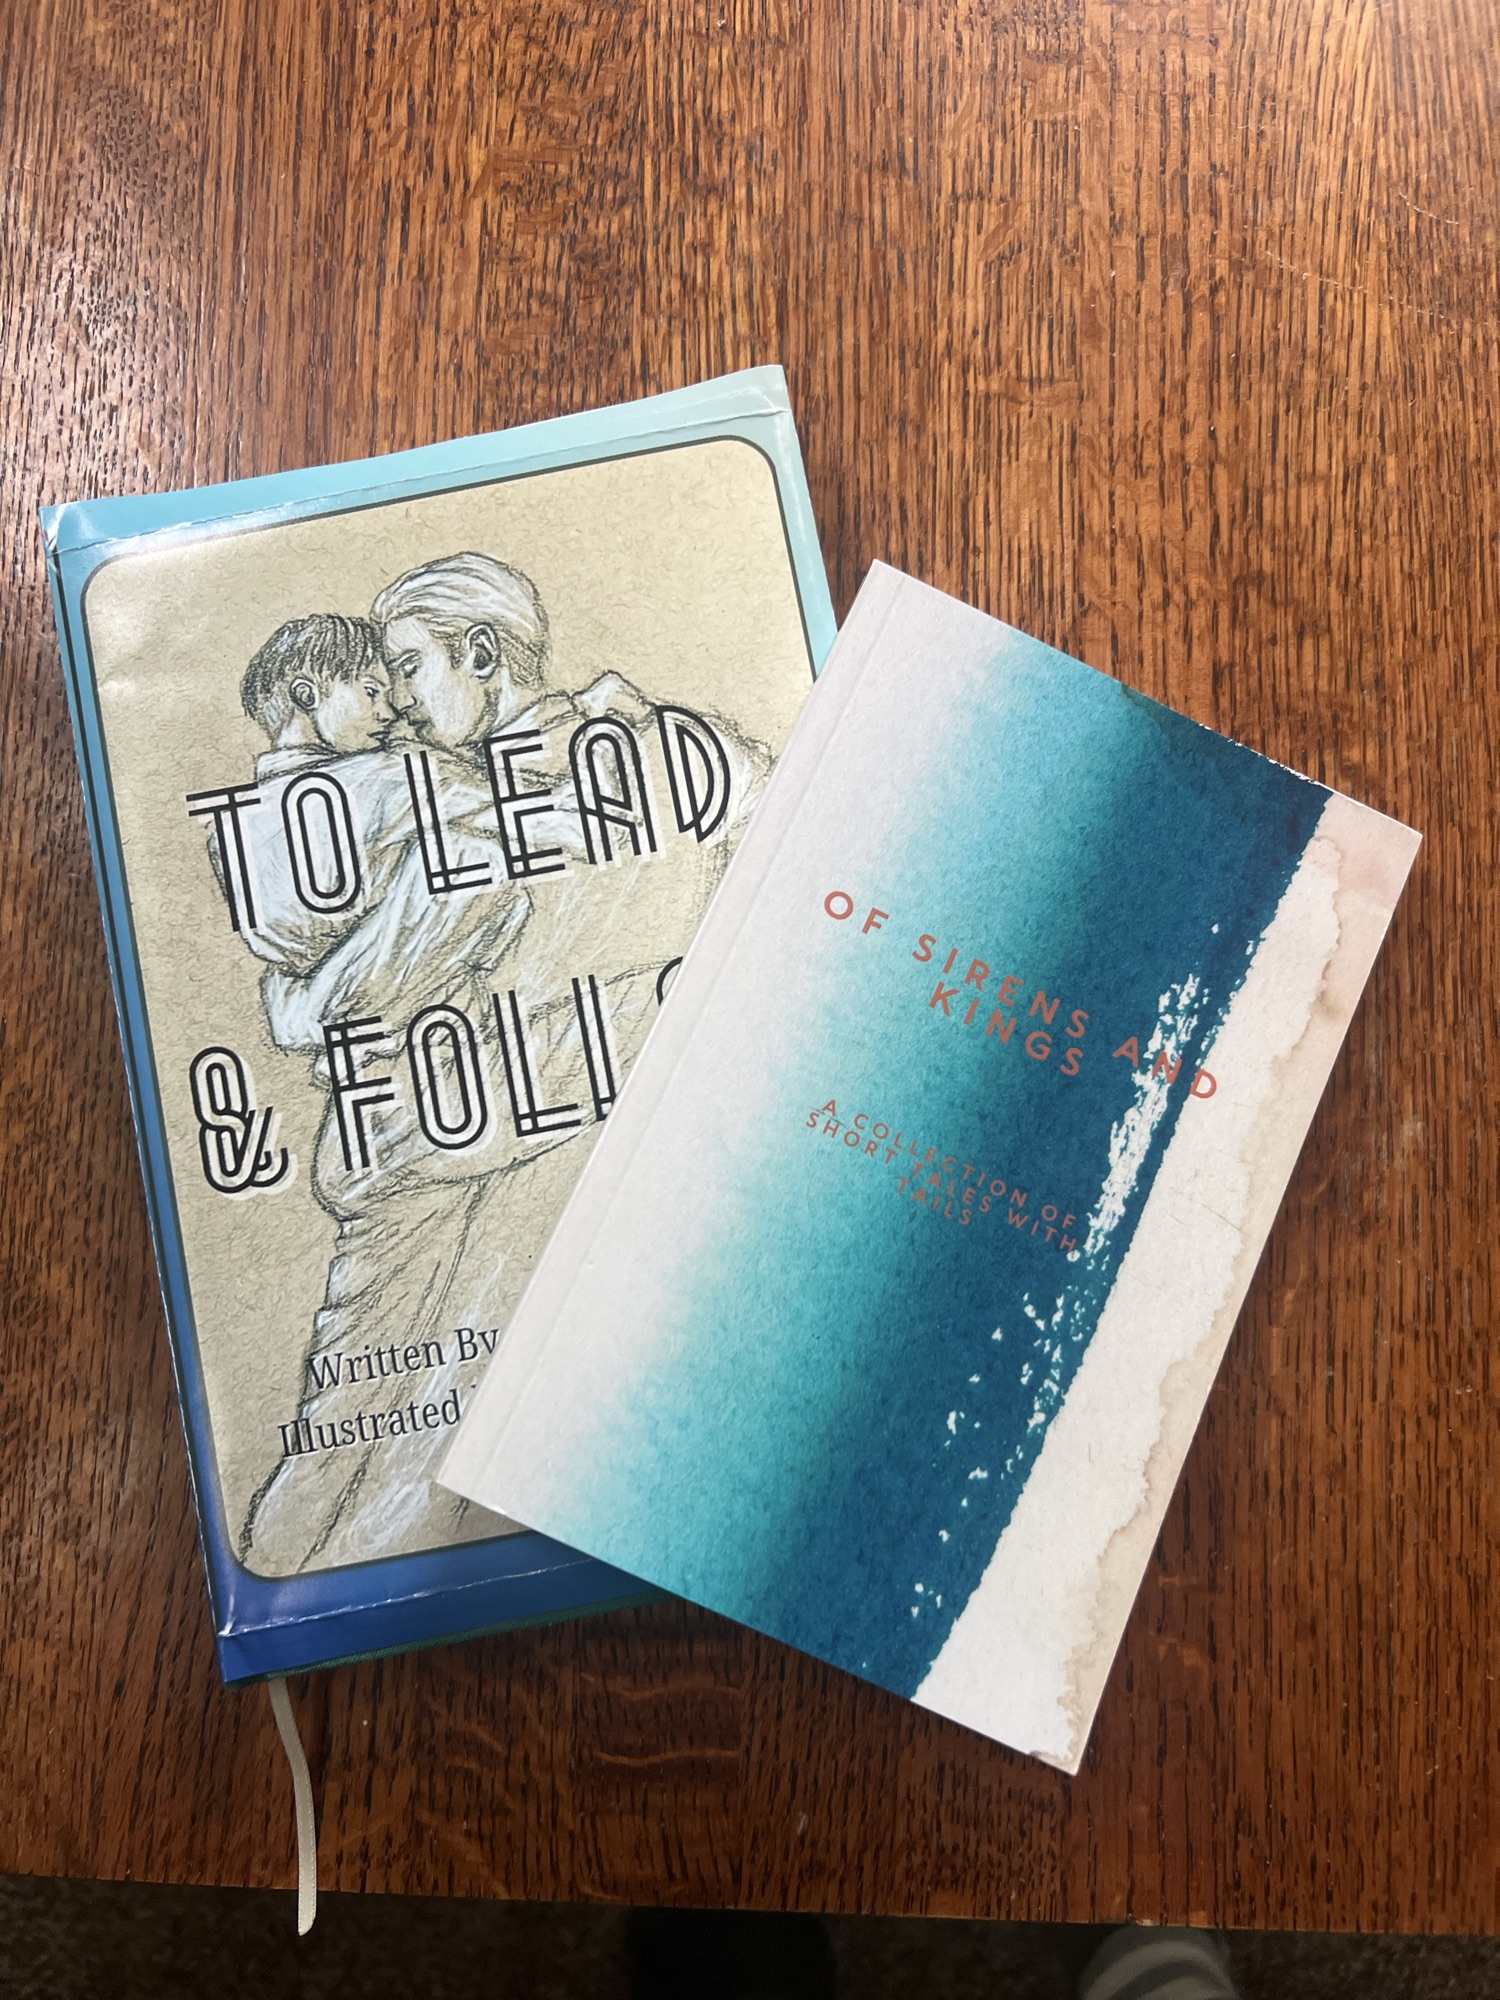 TO LEAD
& FOLL
Written By
Illustrated
OF SIRENS AND
KINGS
A COLLECTION OF
SHORT TALES WITH
TAILS